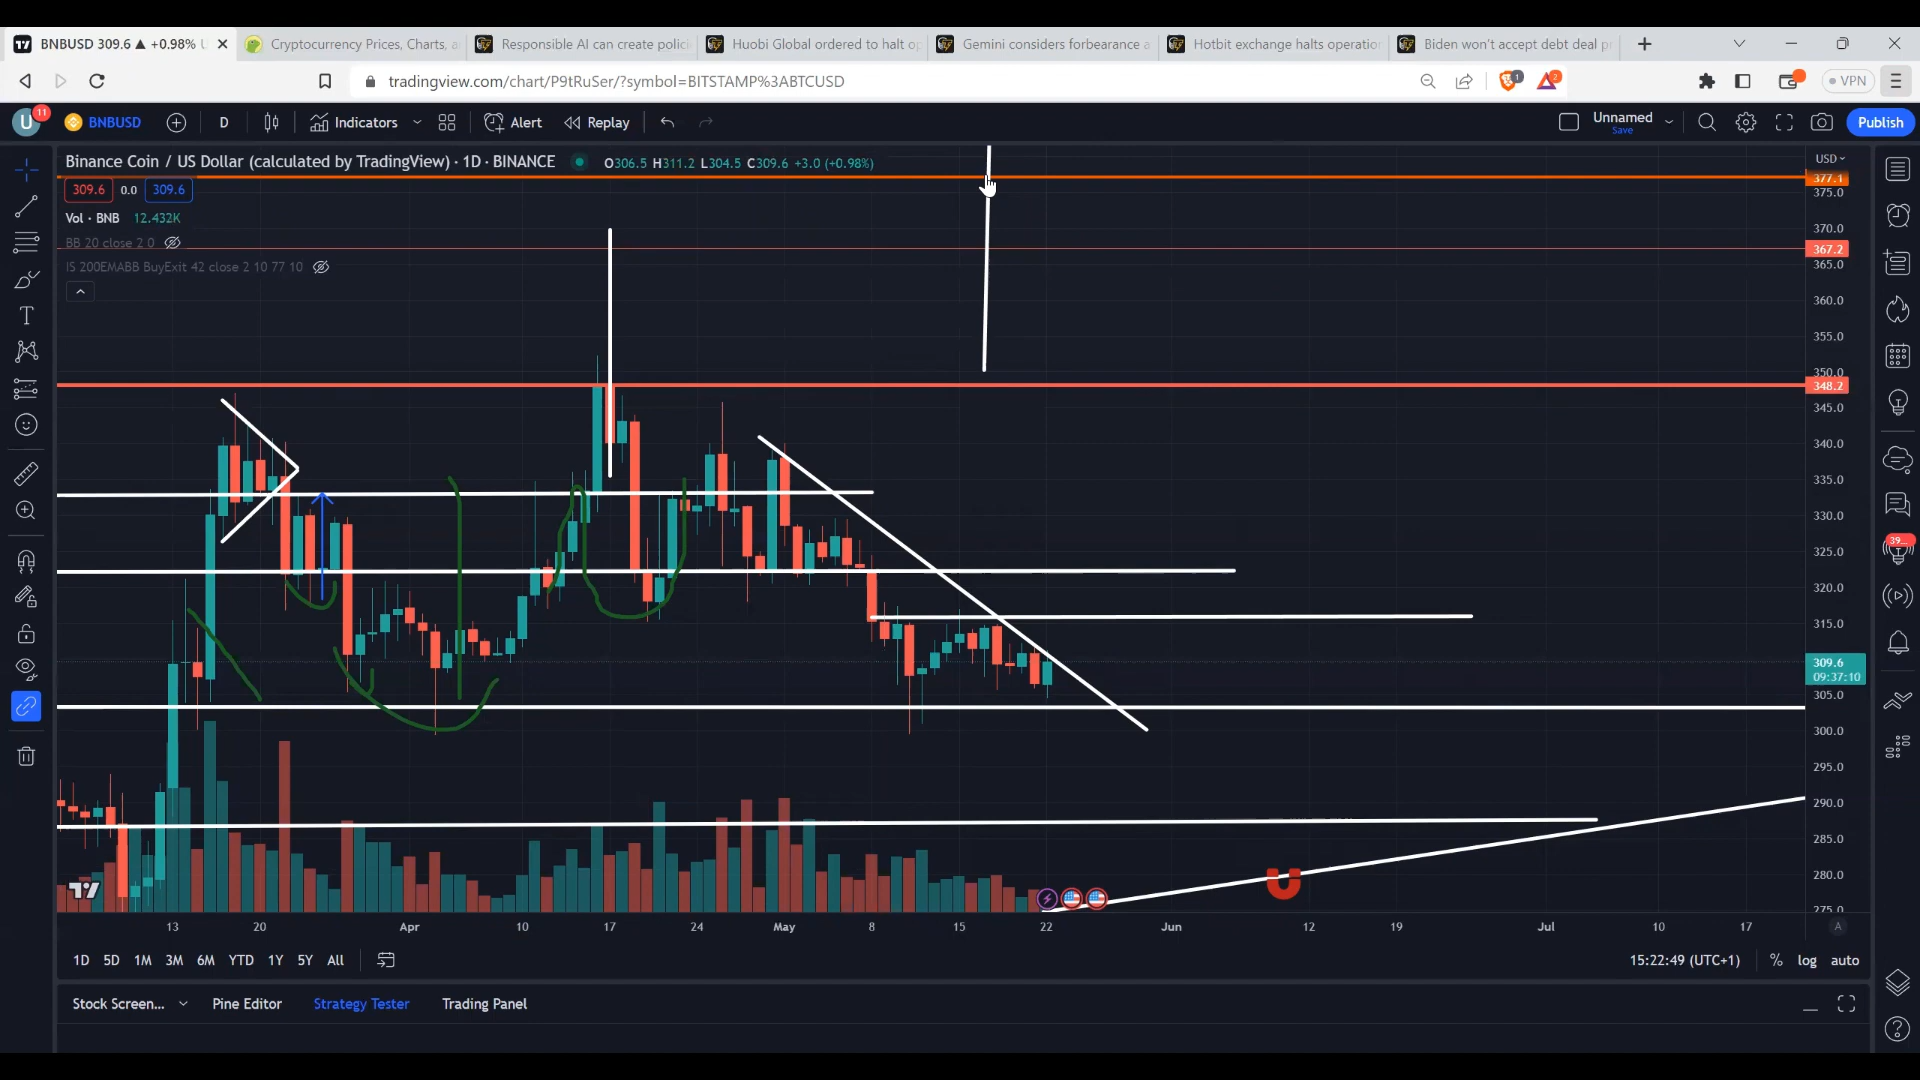 BNBUSD 309.6 ▲ +0.98% U
Cryptocurrency Prices, Charts, a
Responsible AI can create polici
Huobi Global ordered to halt op
Gemini considers forbearance a
Hotbit exchange halts operation
Biden won't accept debt deal pr
tradingview.com/chart/P9tRuSer/?symbol=BITSTAMP%3ABTCUSD
1
2
VPN
U
11
BNBUSD
D
Indicators
Alert
Replay
Unnamed
Save
Publish
Binance Coin / US Dollar (calculated by TradingView) · 1D · BINANCE
O306.5 H311.2 L304.5 C309.6 +3.0 (+0.98%)
USD
309.6
0.0
309.6
Vol · BNB 12.432K
BB 20 close 2 0
IS 200EMABB BuyExit 42 close 2 10 77 10
377.1
375.0
370.0
367.2
365.0
360.0
355.0
350.0
348.2
345.0
340.0
335.0
330.0
325.0
320.0
315.0
309.6
09:37:10
305.0
300.0
295.0
290.0
285.0
280.0
275.0
39...
13
20
Apr
10
17
24
May
8
15
22
Jun
12
19
Jul
10
17
A
1D 5D 1M 3M 6M YTD 1Y 5Y All
15:22:49 (UTC+1)
% log auto
Stock Screen...
Pine Editor
Strategy Tester
Trading Panel